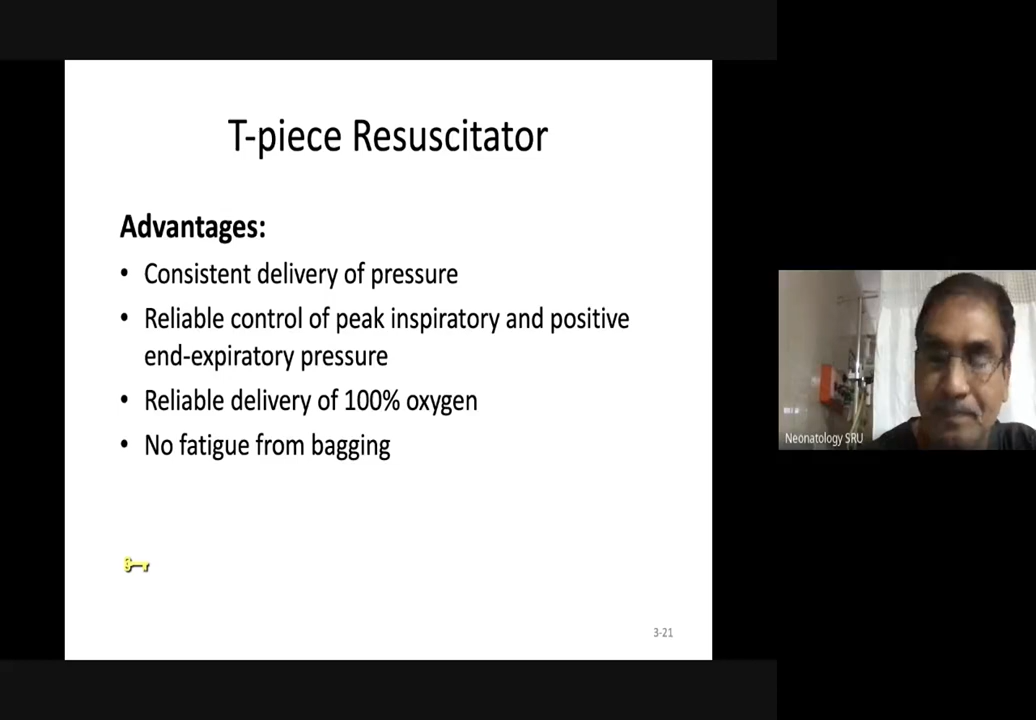 T-piece Resuscitator
Advantages:
• Consistent delivery of pressure
• Reliable control of peak inspiratory and positive
end-expiratory pressure
• Reliable delivery of 100% oxygen
• No fatigue from bagging
3-21
Neonatology SRU